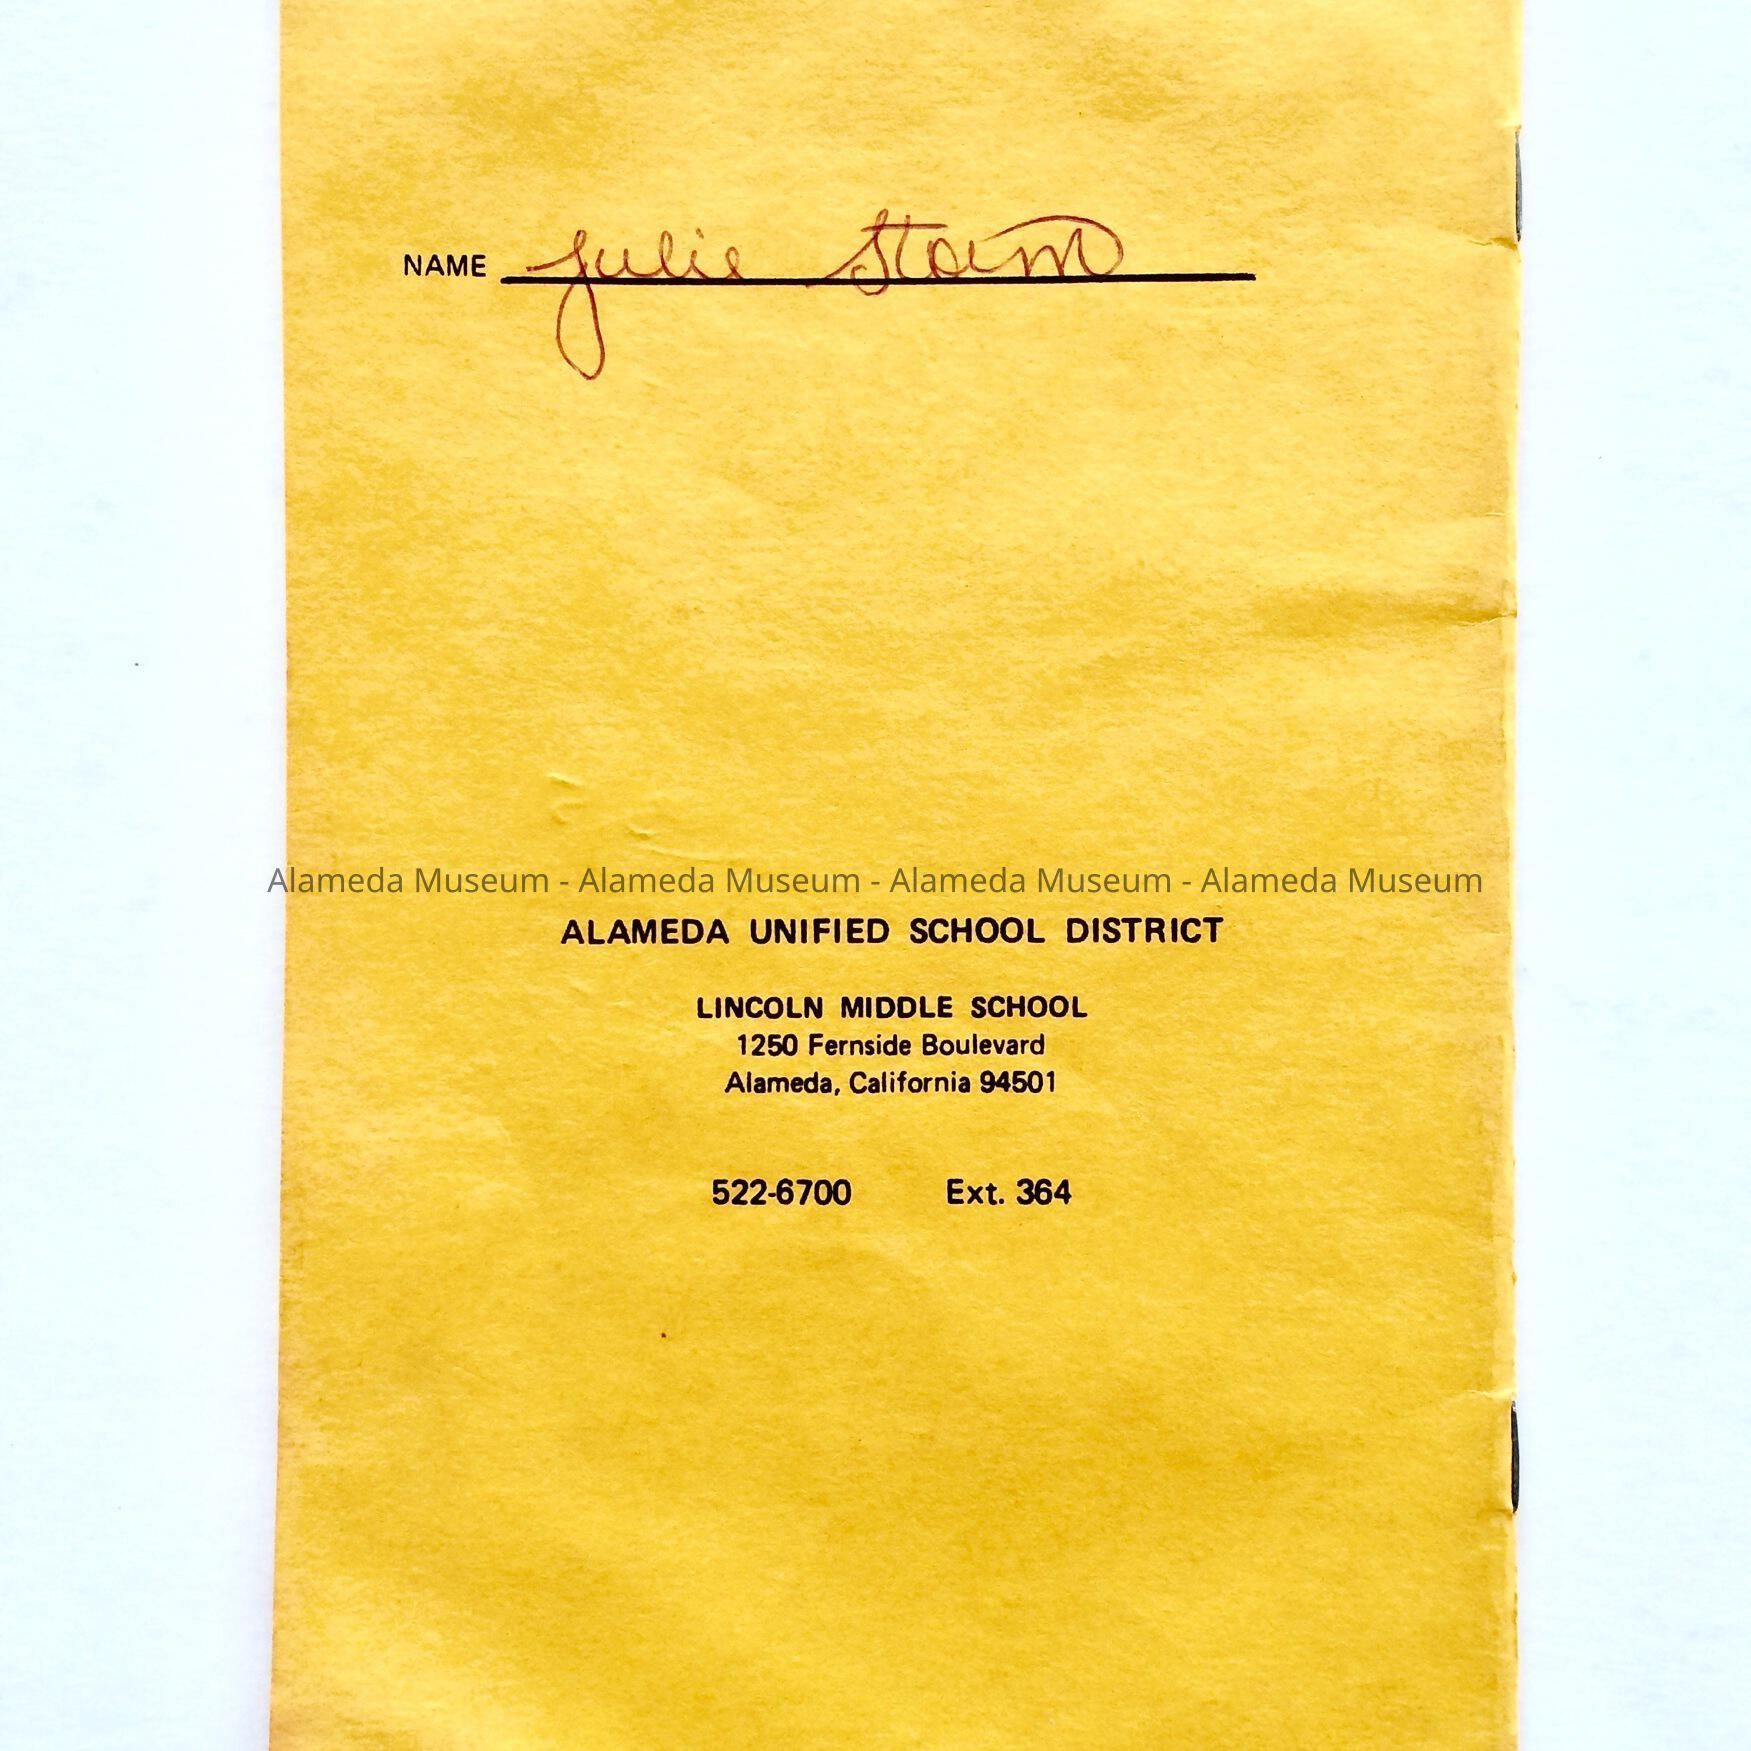 NAME Julie Stam
Alameda Museum - Alameda Museum - Alameda Museum - Alameda Museum
ALAMEDA UNIFIED SCHOOL DISTRICT
LINCOLN MIDDLE SCHOOL
1250 Fernside Boulevard
Alameda, California 94501
522-6700 Ext. 364